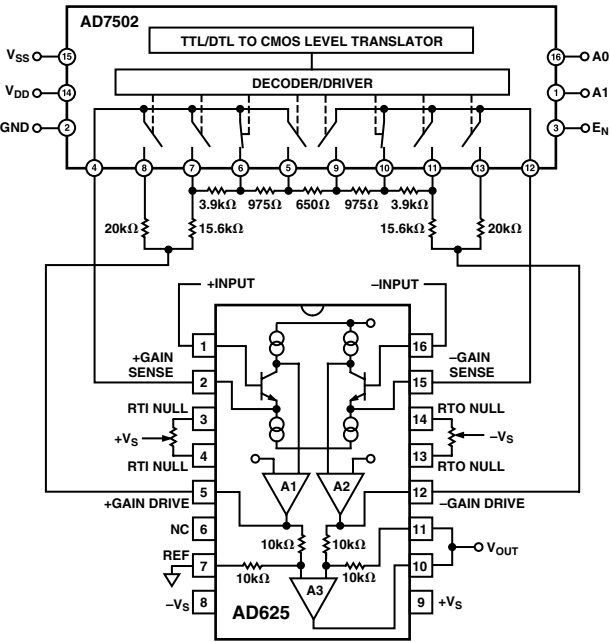 AD7502
TTL/DTL TO CMOS LEVEL TRANSLATOR
DECODER/DRIVER
VSS 15
VDD 14
GND 2
16 A0
1 A1
3 EN
4 8 7 6 5 9 10 11 13 12
3.9kΩ 975Ω 650Ω 975Ω 3.9kΩ
20kΩ 15.6kΩ 15.6kΩ 20kΩ
+INPUT –INPUT
1 16
+GAIN
SENSE
–GAIN
SENSE
2 15
RTI NULL RTO NULL
3 14
+VS –VS
4 13
RTI NULL RTO NULL
A1 A2
5 12
+GAIN DRIVE –GAIN DRIVE
NC 6 10kΩ 10kΩ 11
VOUT
REF
7 10kΩ 10kΩ 10
A3
–VS 8 AD625 9 +VS